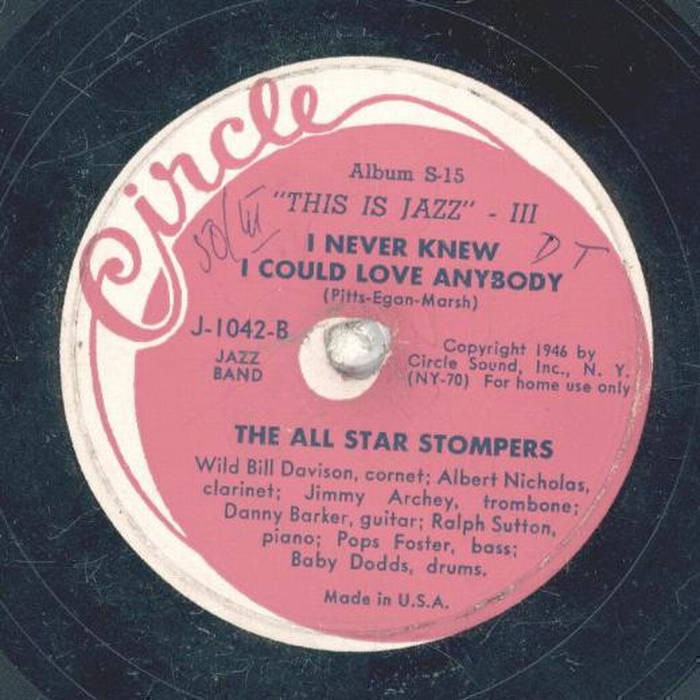 Circle
Album S-15
"THIS IS JAZZ" - III
50/III
D T
I NEVER KNEW
I COULD LOVE ANYBODY
(Pitts-Egan-Marsh)
J-1042-B
JAZZ
BAND
Copyright 1946 by
Circle Sound, Inc., N. Y.
(NY-70) For home use only
THE ALL STAR STOMPERS
Wild Bill Davison, cornet; Albert Nicholas,
clarinet; Jimmy Archey, trombone;
Danny Barker, guitar; Ralph Sutton,
piano; Pops Foster, bass;
Baby Dodds, drums.
Made in U.S.A.